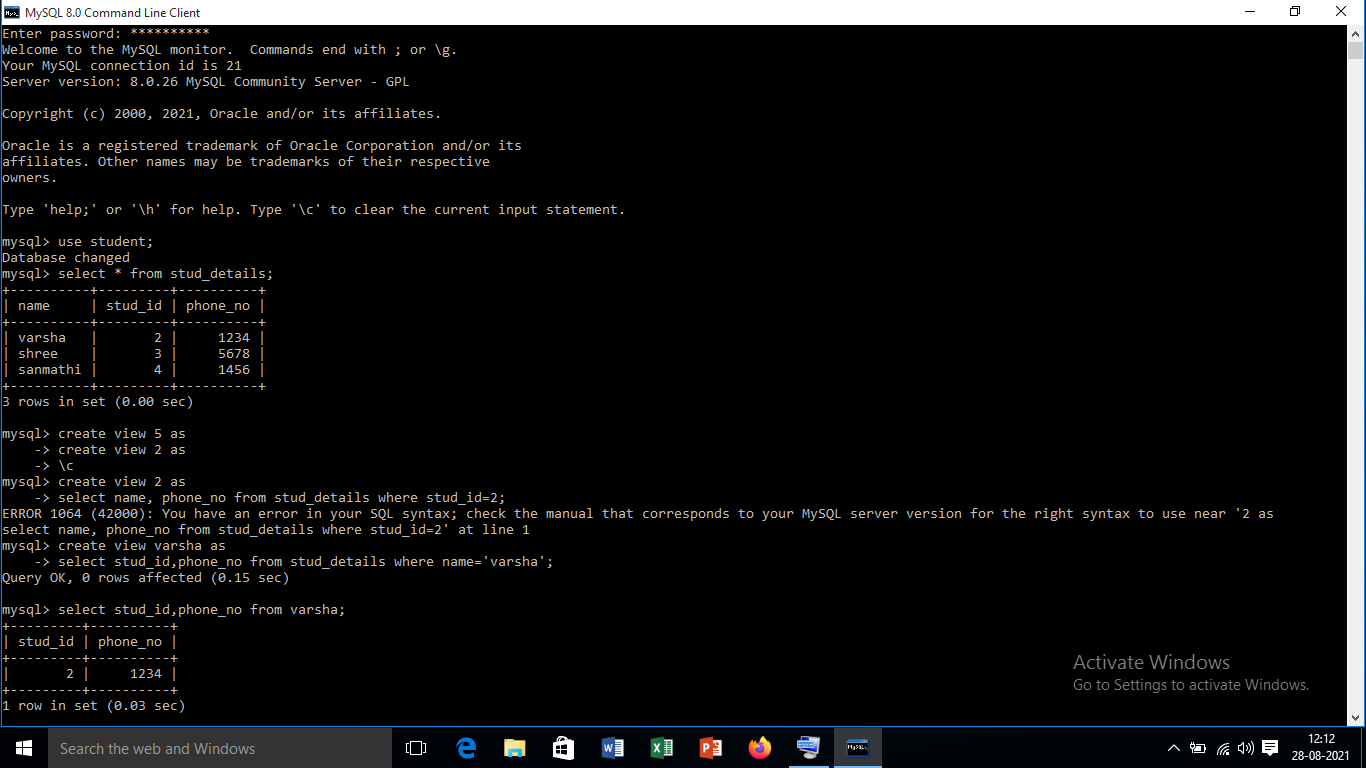 MySQL 8.0 Command Line Client
Enter password: **********
Welcome to the MySQL monitor.  Commands end with ; or \g.
Your MySQL connection id is 21
Server version: 8.0.26 MySQL Community Server - GPL
Copyright (c) 2000, 2021, Oracle and/or its affiliates.
Oracle is a registered trademark of Oracle Corporation and/or its
affiliates. Other names may be trademarks of their respective
owners.
Type 'help;' or '\h' for help. Type '\c' to clear the current input statement.
mysql> use student;
Database changed
mysql> select * from stud_details;
+----------+---------+----------+
| name     | stud_id | phone_no |
+----------+---------+----------+
| varsha   |       2 |     1234 |
| shree    |       3 |     5678 |
| sanmathi |       4 |     1456 |
+----------+---------+----------+
3 rows in set (0.00 sec)
mysql> create view 5 as
    -> create view 2 as
    -> \c
mysql> create view 2 as
    -> select name, phone_no from stud_details where stud_id=2;
ERROR 1064 (42000): You have an error in your SQL syntax; check the manual that corresponds to your MySQL server version for the right syntax to use near '2 as
select name, phone_no from stud_details where stud_id=2' at line 1
mysql> create view varsha as
    -> select stud_id,phone_no from stud_details where name='varsha';
Query OK, 0 rows affected (0.15 sec)
mysql> select stud_id,phone_no from varsha;
+---------+----------+
| stud_id | phone_no |
+---------+----------+
|       2 |     1234 |
+---------+----------+
1 row in set (0.03 sec)
Activate Windows
Go to Settings to activate Windows.
Search the web and Windows
12:12
28-08-2021